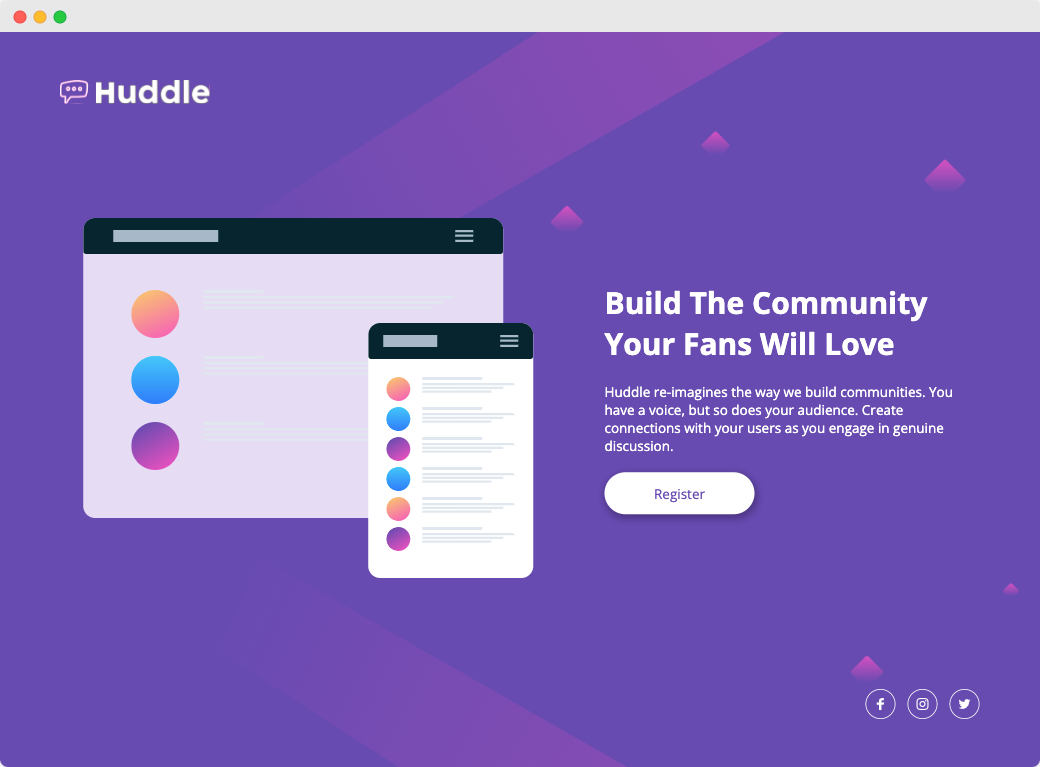 Huddle
Build The Community
Your Fans Will Love
Huddle re-imagines the way we build communities. You
have a voice, but so does your audience. Create
connections with your users as you engage in genuine
discussion.
Register